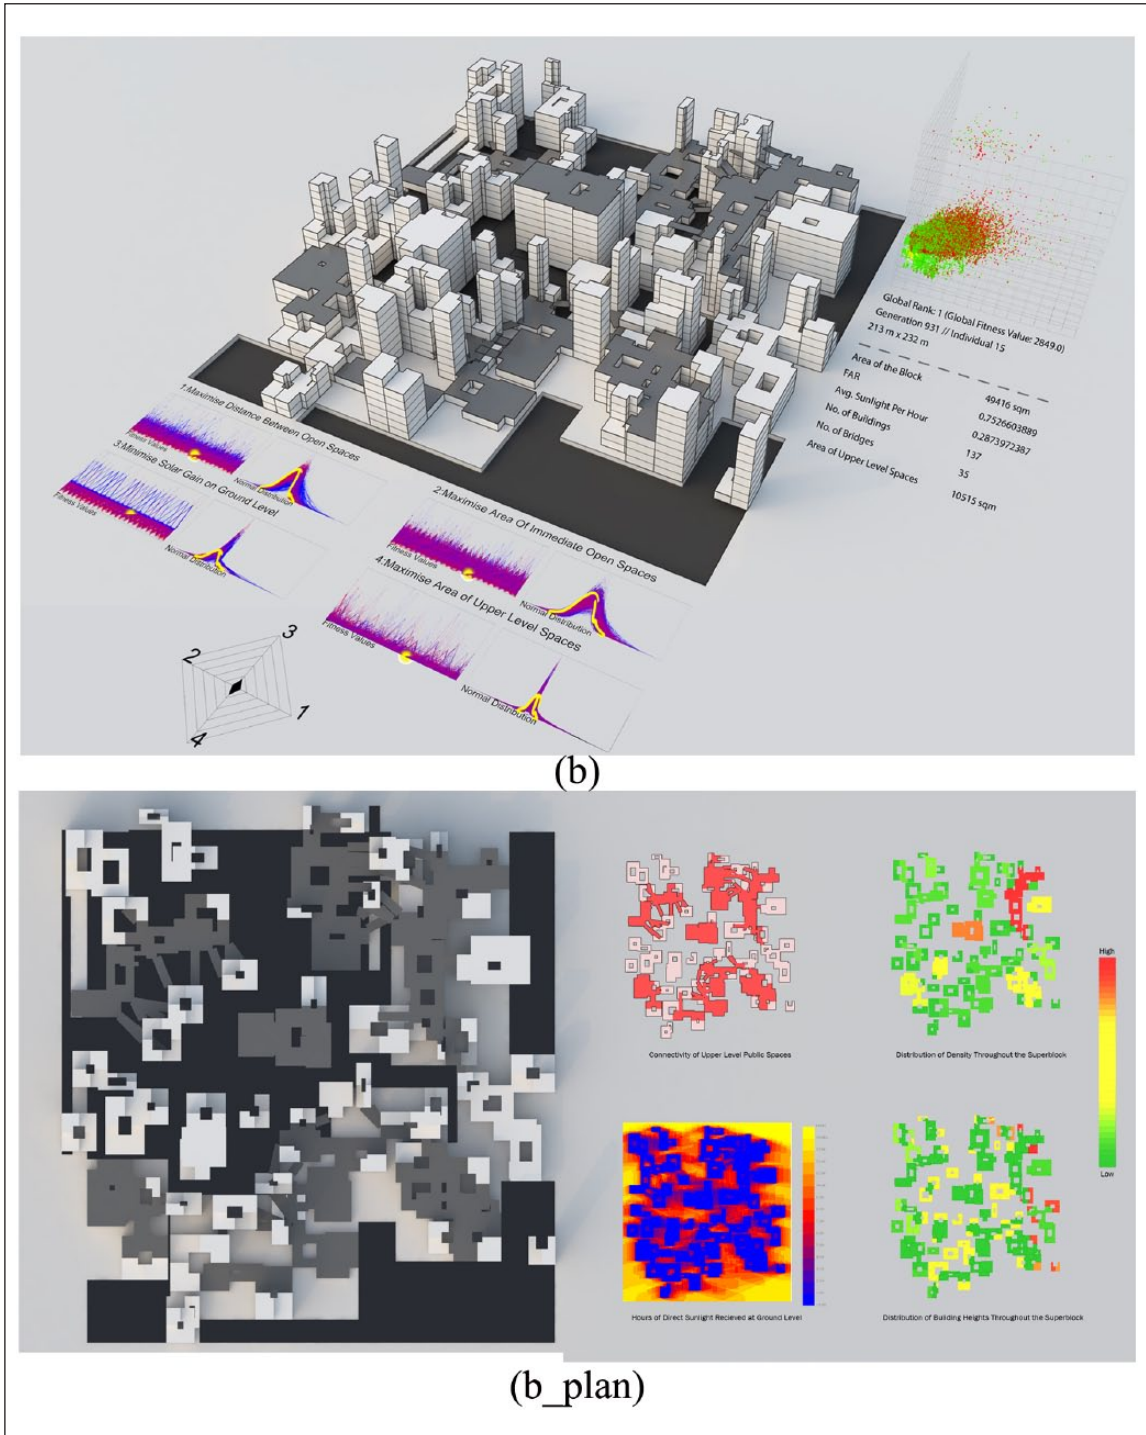 Global Rank: 1 (Global Fitness Value: 2849.0)
Generation 931 // Individual 15
213 m x 232 m
Area of the Block 49416 sqm
FAR 0,7526603889
Avg. Sunlight Per Hour 0,2873972387
No. of Buildings 137
No. of Bridges 35
Area of Upper Level Spaces 10515 sqm
1:Maximise Distance Between Open Spaces
Fitness Values
Normal Distribution
3:Minimise Solar Gain on Ground Level
Fitness Values
Normal Distribution
2:Maximise Area Of Immediate Open Spaces
Fitness Values
Normal Distribution
4:Maximise Area of Upper Level Spaces
Fitness Values
Normal Distribution
3
2
1
4
(b)
Connectivity of Upper Level Public Spaces
Distribution of Density Throughout the Superblock
High
Low
Hours of Direct Sunlight Recieved at Ground Level
Distribution of Building Heights Throughout the Superblock
(b_plan)